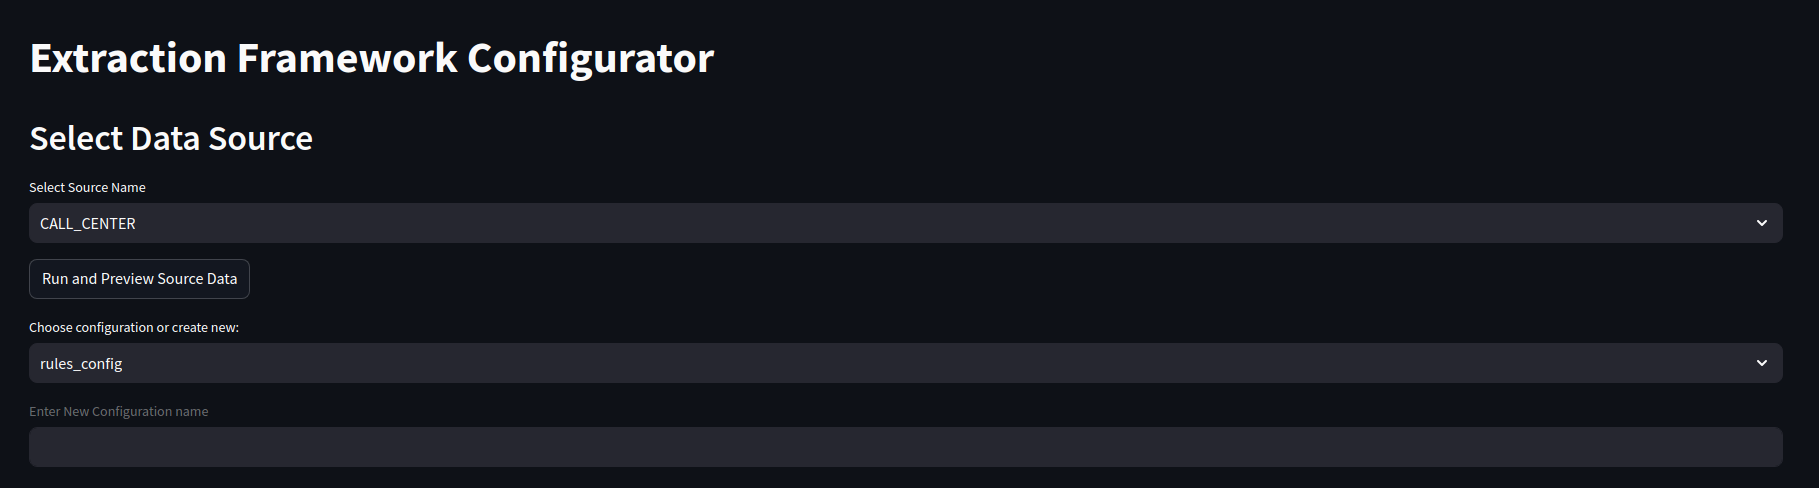 Extraction Framework Configurator
Select Data Source
Select Source Name
CALL_CENTER
Run and Preview Source Data
Choose configuration or create new:
rules_config
Enter New Configuration name